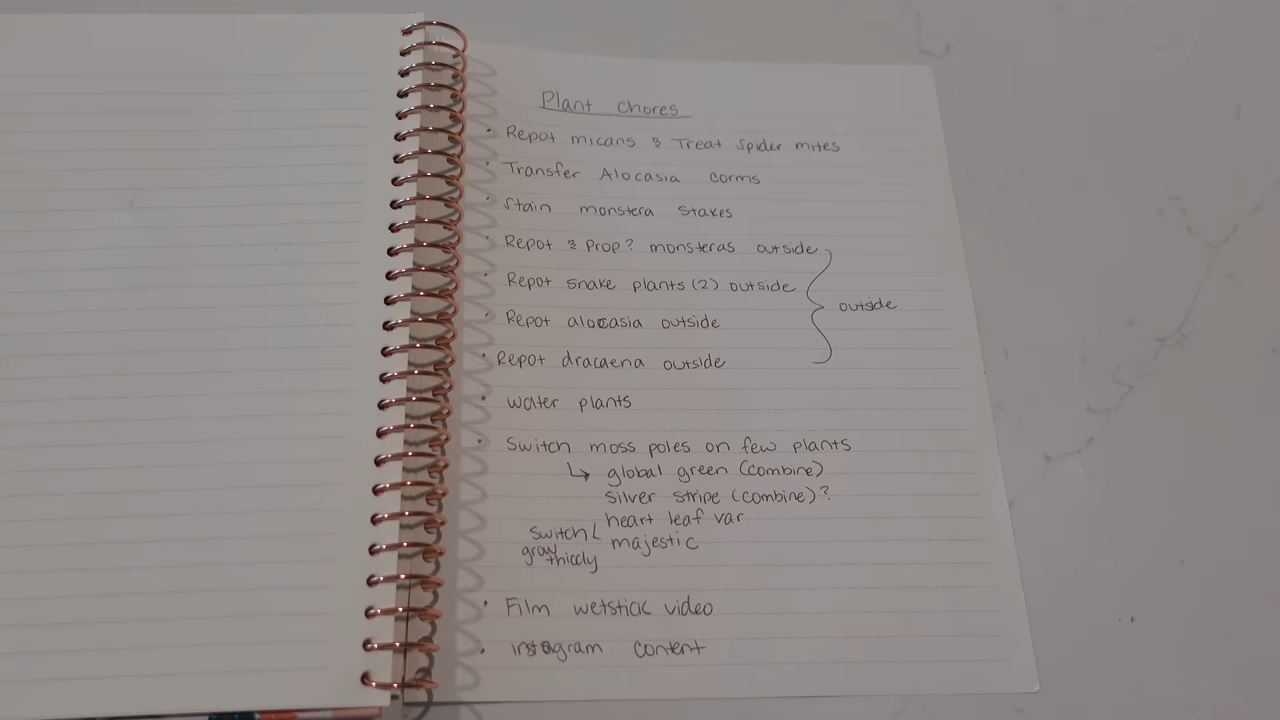 Plant chores
• Repot micans & Treat spider mites
• Transfer Alocasia corms
• Stain monstera stakes
• Repot & Prop? monsteras outside
• Repot snake plants (2) outside
outside
• Repot alocasia outside
• Repot dracaena outside
• water plants
• Switch moss poles on few plants
↳ global green (combine)
silver stripe (combine)?
heart leaf var
switch
majestic
gray thiccly
• Film wetstick video
• instagram content